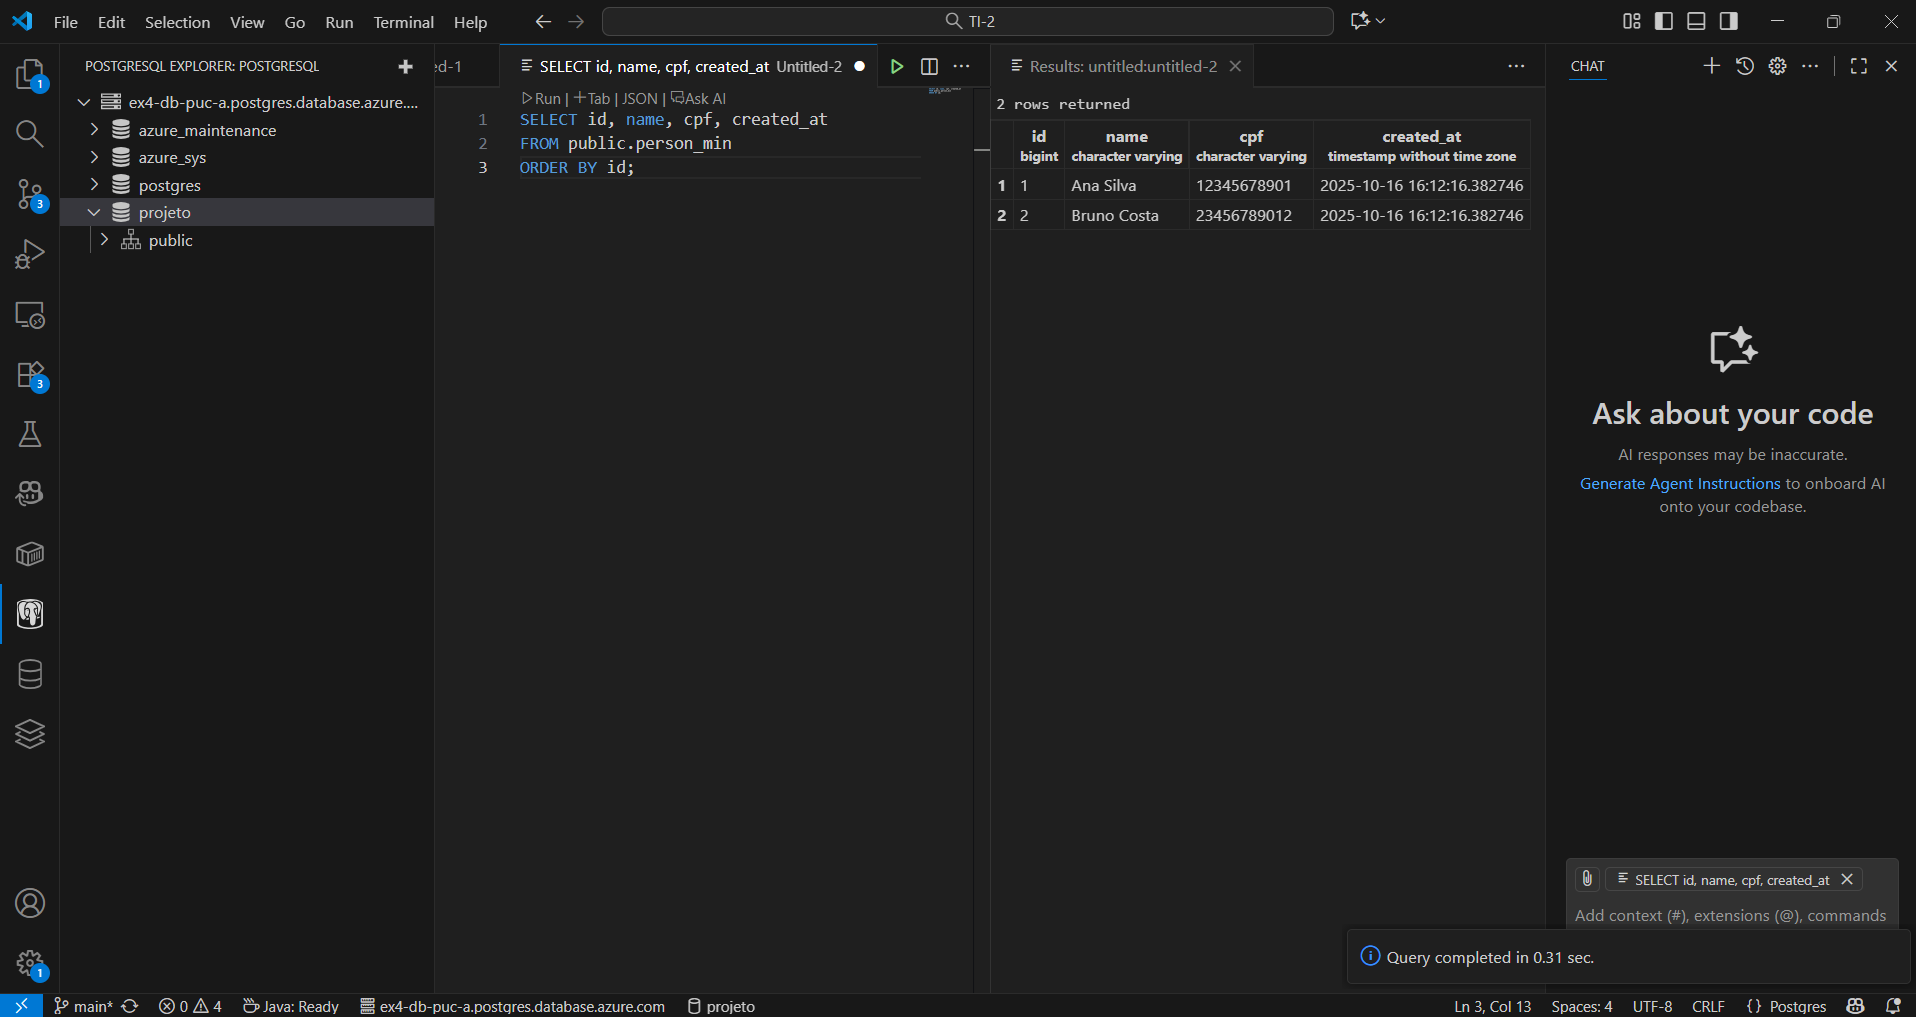 File Edit Selection View Go Run Terminal Help
TI-2
POSTGRESQL EXPLORER: POSTGRESQL
ex4-db-puc-a.postgres.database.azure....
azure_maintenance
azure_sys
postgres
projeto
public
1
3
3
1
ed-1
SELECT id, name, cpf, created_at Untitled-2
Run | Tab | JSON | Ask AI
1 SELECT id, name, cpf, created_at
2 FROM public.person_min
3 ORDER BY id;
Results: untitled:untitled-2
2 rows returned
id name cpf created_at
bigint character varying character varying timestamp without time zone
1 1 Ana Silva 12345678901 2025-10-16 16:12:16.382746
2 2 Bruno Costa 23456789012 2025-10-16 16:12:16.382746
CHAT
Ask about your code
AI responses may be inaccurate.
Generate Agent Instructions to onboard AI
onto your codebase.
SELECT id, name, cpf, created_at
Add context (#), extensions (@), commands
Query completed in 0.31 sec.
main* 0 4 Java: Ready ex4-db-puc-a.postgres.database.azure.com projeto Ln 3, Col 13 Spaces: 4 UTF-8 CRLF {} Postgres